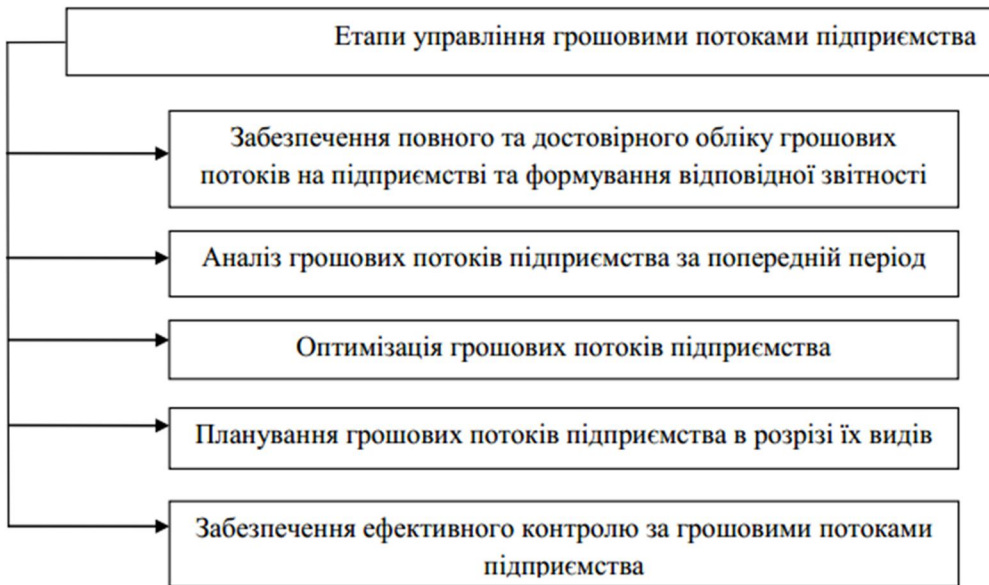 Етапи управління грошовими потоками підприємства
Забезпечення повного та достовірного обліку грошових
потоків на підприємстві та формування відповідної звітності
Аналіз грошових потоків підприємства за попередній період
Оптимізація грошових потоків підприємства
Планування грошових потоків підприємства в розрізі їх видів
Забезпечення ефективного контролю за грошовими потоками
підприємства